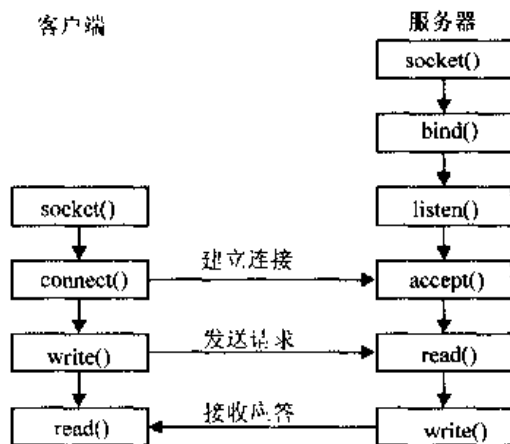 客户端
服务器
socket()
bind()
socket()
listen()
connect()
建立连接
accept()
write()
发送请求
read()
read()
接收应答
write()